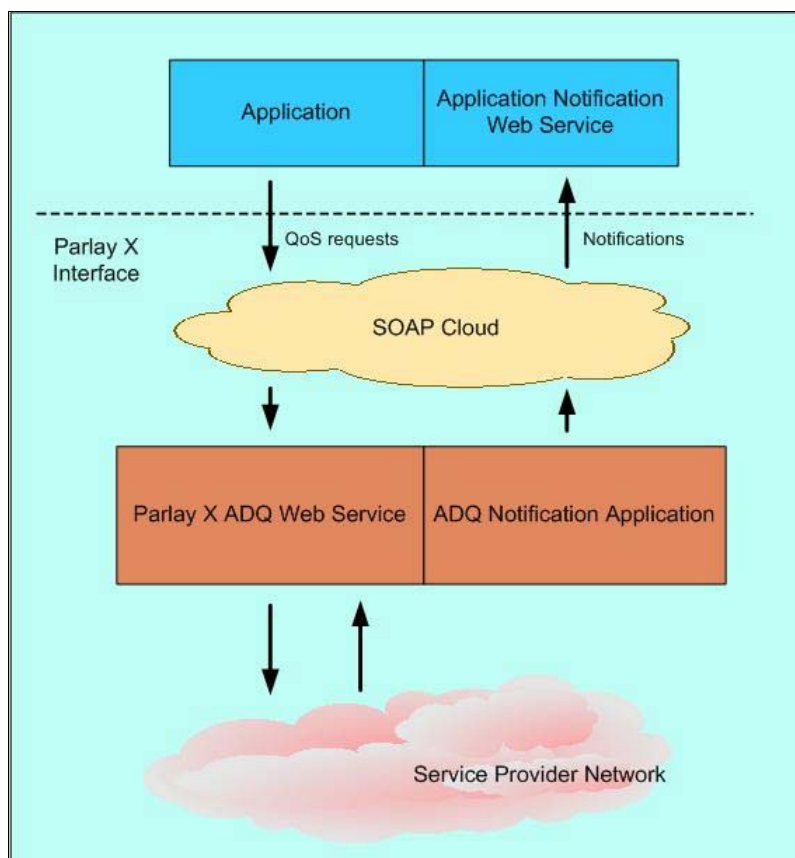 Application
Application Notification
Web Service
QoS requests
Notifications
Parlay X
Interface
SOAP Cloud
Parlay X ADQ Web Service
ADQ Notification Application
Service Provider Network